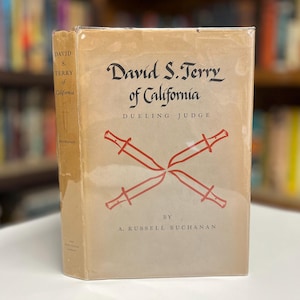 DAVID
S.
TERRY
of
California
David S. Terry
of California
DUELING JUDGE
BY
A. RUSSELL BUCHANAN